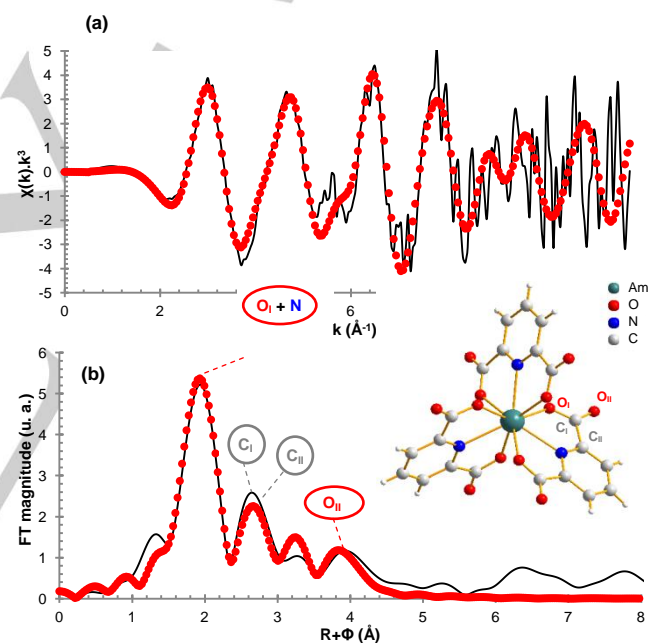 (a)
χ(k).k³
5
4
3
2
1
0
-1
-2
-3
-4
-5
0
2
6
k (Å⁻¹)
O_I + N
Am
O
N
C
O_I
O_II
C_I
C_II
(b)
FT magnitude (u. a.)
6
5
4
3
2
1
0
C_I
C_II
O_II
0
1
2
3
4
5
6
7
8
R+Φ (Å)